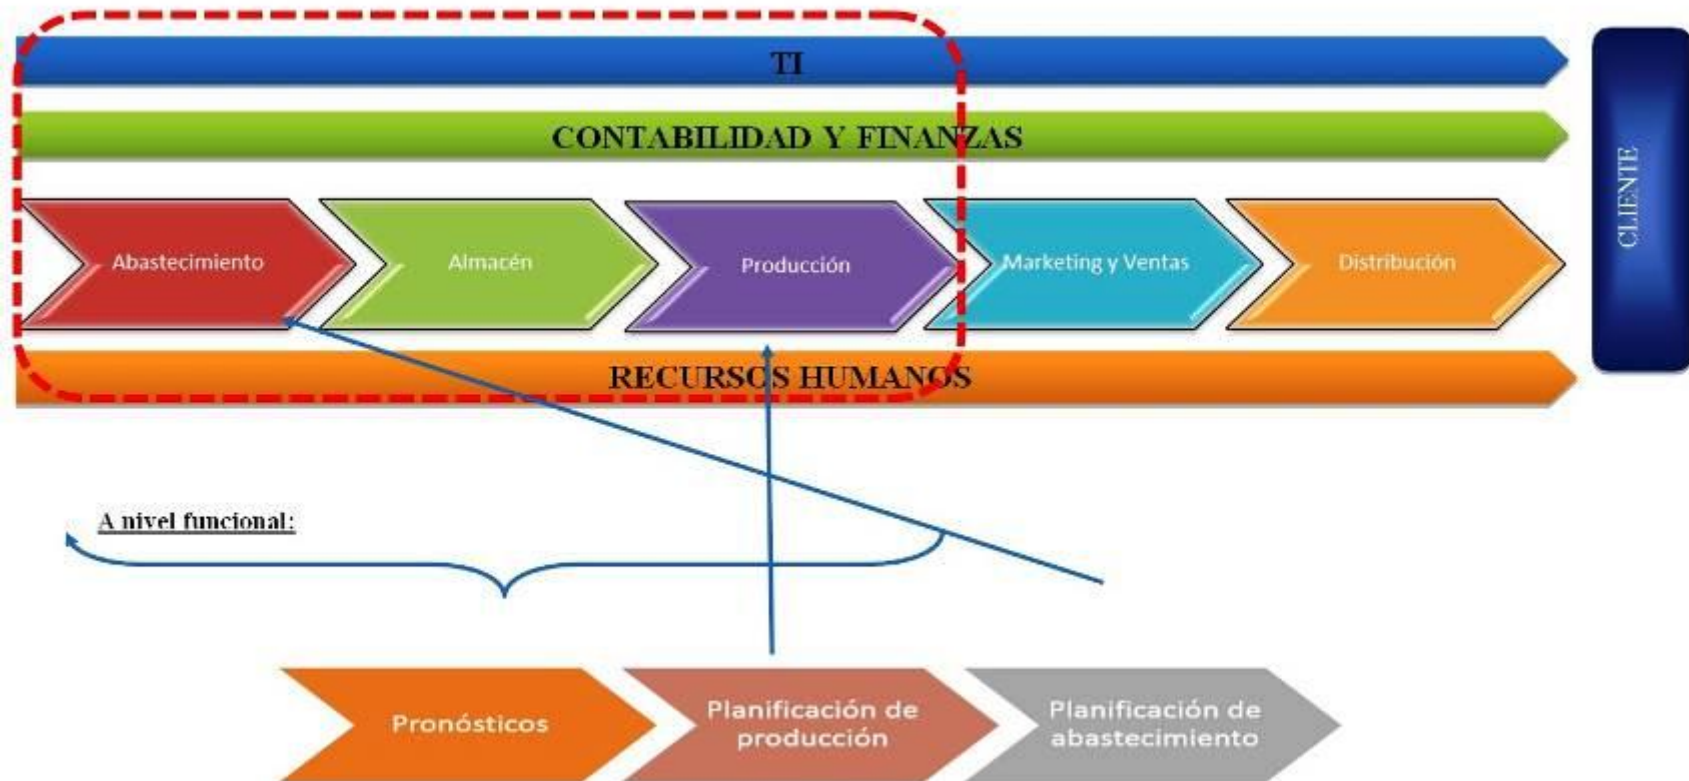 TI
CONTABILIDAD Y FINANZAS
Abastecimiento
Almacén
Producción
Marketing y Ventas
Distribución
CLIENTE
RECURSOS HUMANOS
A nivel funcional:
Pronósticos
Planificación de
producción
Planificación de
abastecimiento